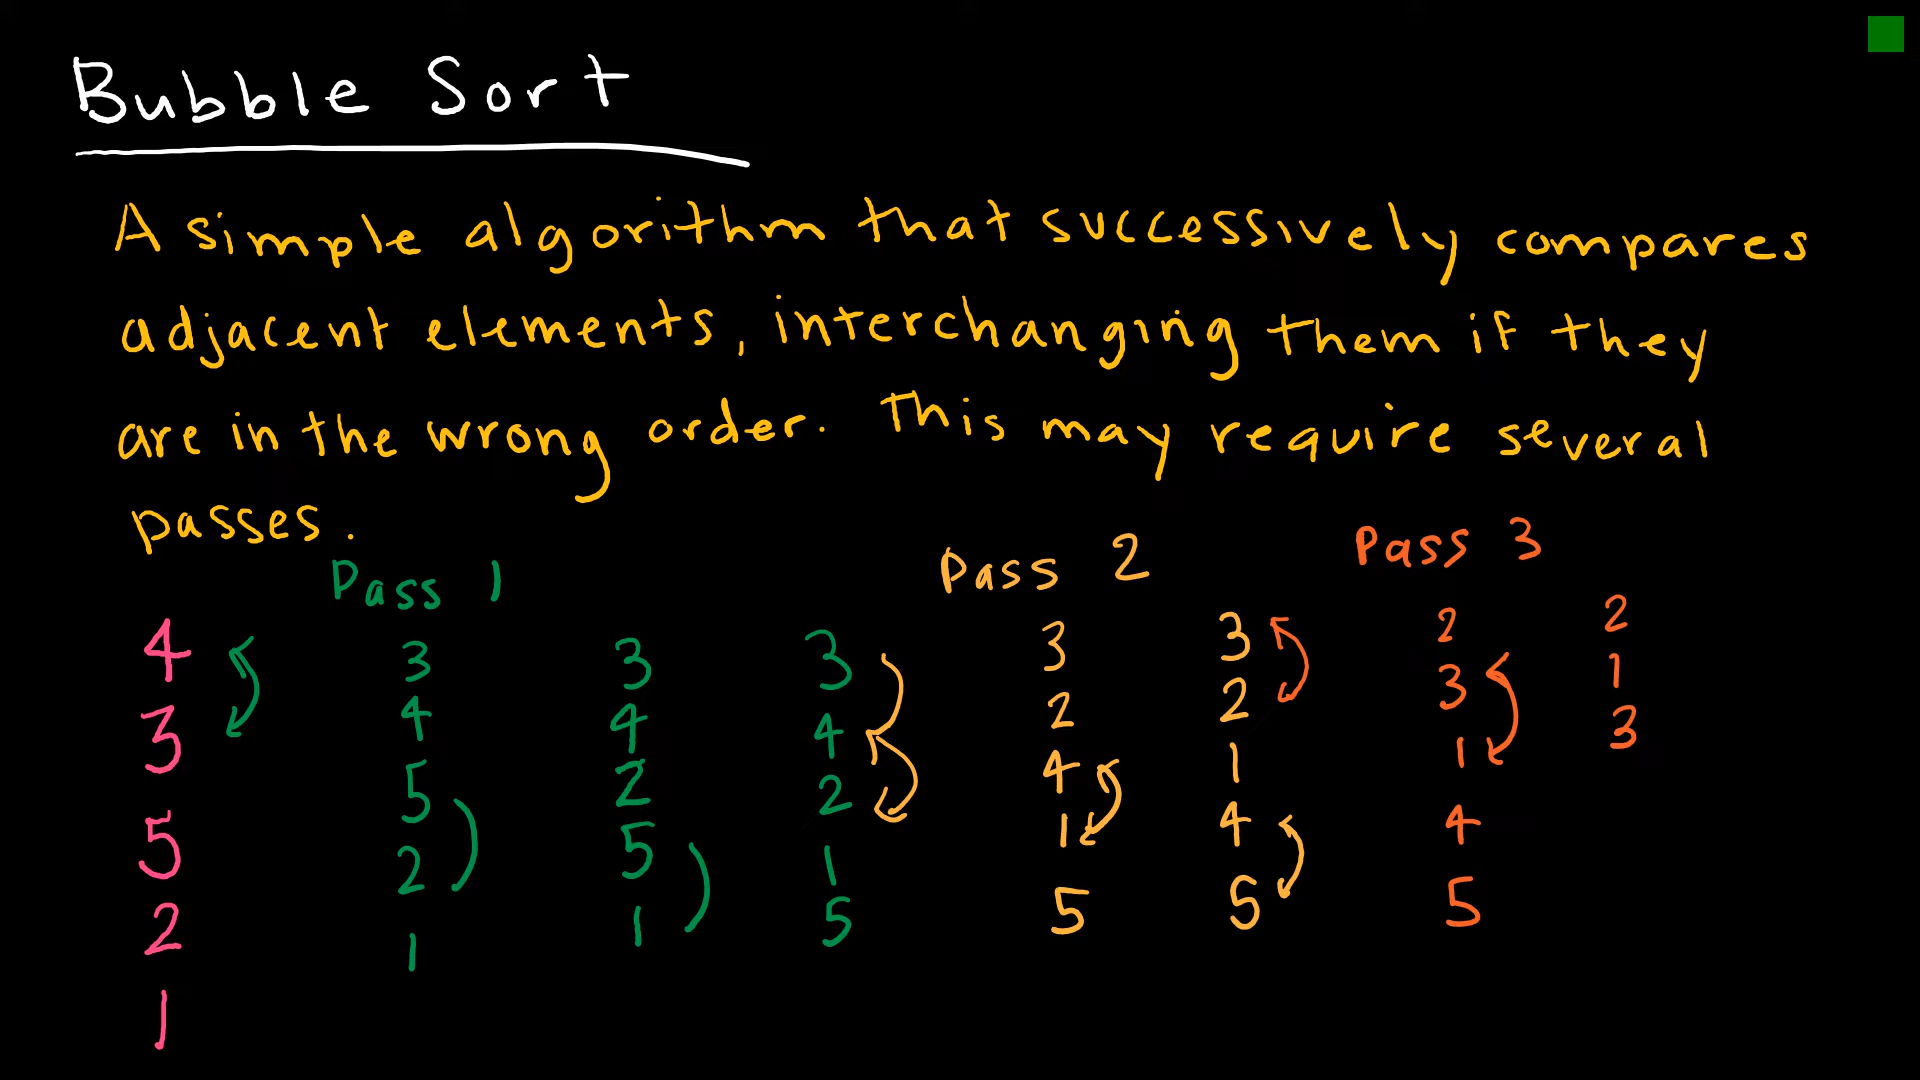 Bubble Sort
A simple algorithm that successively compares
adjacent elements, interchanging them if they
are in the wrong order. This may require several
passes.
Pass 1 Pass 2 Pass 3
4 3 3 3 3 3 2 2
3 4 4 4 2 2 3 1
5 5 2 2 4 1 1 3
2 2 5 1 1 4 4
1 1 1 5 5 5 5